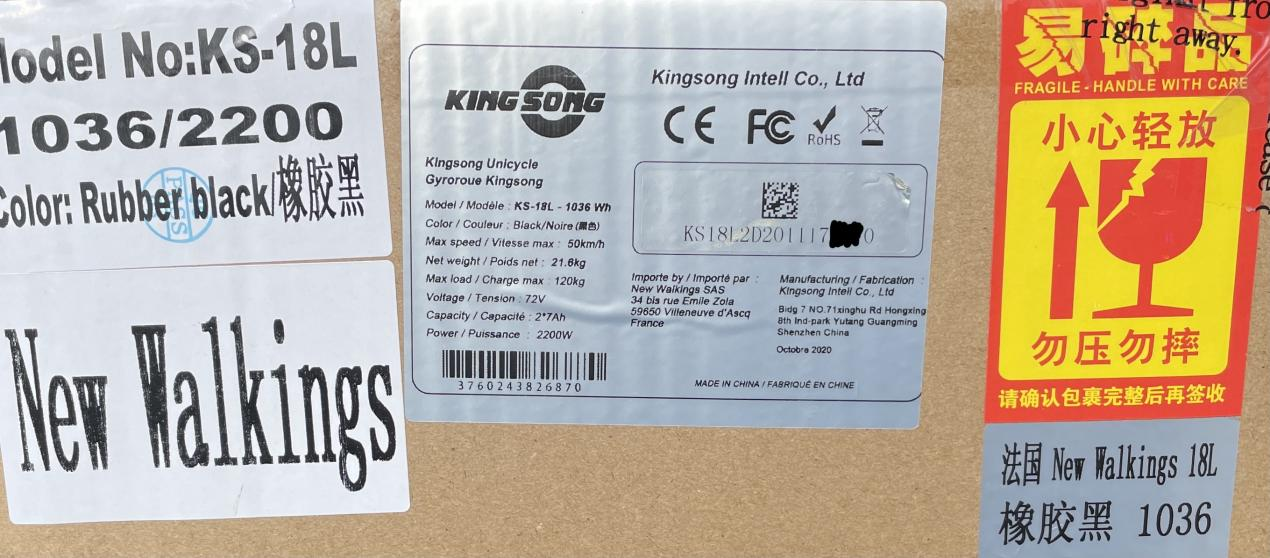 Model No:KS-18L
1036/2200
Color: Rubber black/橡胶黑
PASS
New Walkings
KINGSONG
Kingsong Intell Co., Ltd
CE FC RoHS
Kingsong Unicycle
Gyroroue Kingsong
Model / Modèle : KS-18L - 1036 Wh
Color / Couleur : Black/Noire (黑色)
Max speed / Vitesse max : 50km/h
Net weight / Poids net : 21.6kg
Max load / Charge max : 120kg
Voltage / Tension : 72V
Capacity / Capacité : 2*7Ah
Power / Puissance : 2200W
3760243826870
KS18L2D201117 0
Importe by / Importé par :
New Walkings SAS
34 bis rue Emile Zola
59650 Villeneuve d'Ascq
France
Manufacturing / Fabrication :
Kingsong Intell Co., Ltd
Bidg 7 NO.71xinghu Rd Hongxing
8th Ind-park Yutang Guangming
Shenzhen China
Octobre 2020
MADE IN CHINA / FABRIQUÉ EN CHINE
right away.
易碎品
FRAGILE - HANDLE WITH CARE
小心轻放
勿压勿摔
请确认包裹完整后再签收
法国 New Walkings 18L
橡胶黑 1036